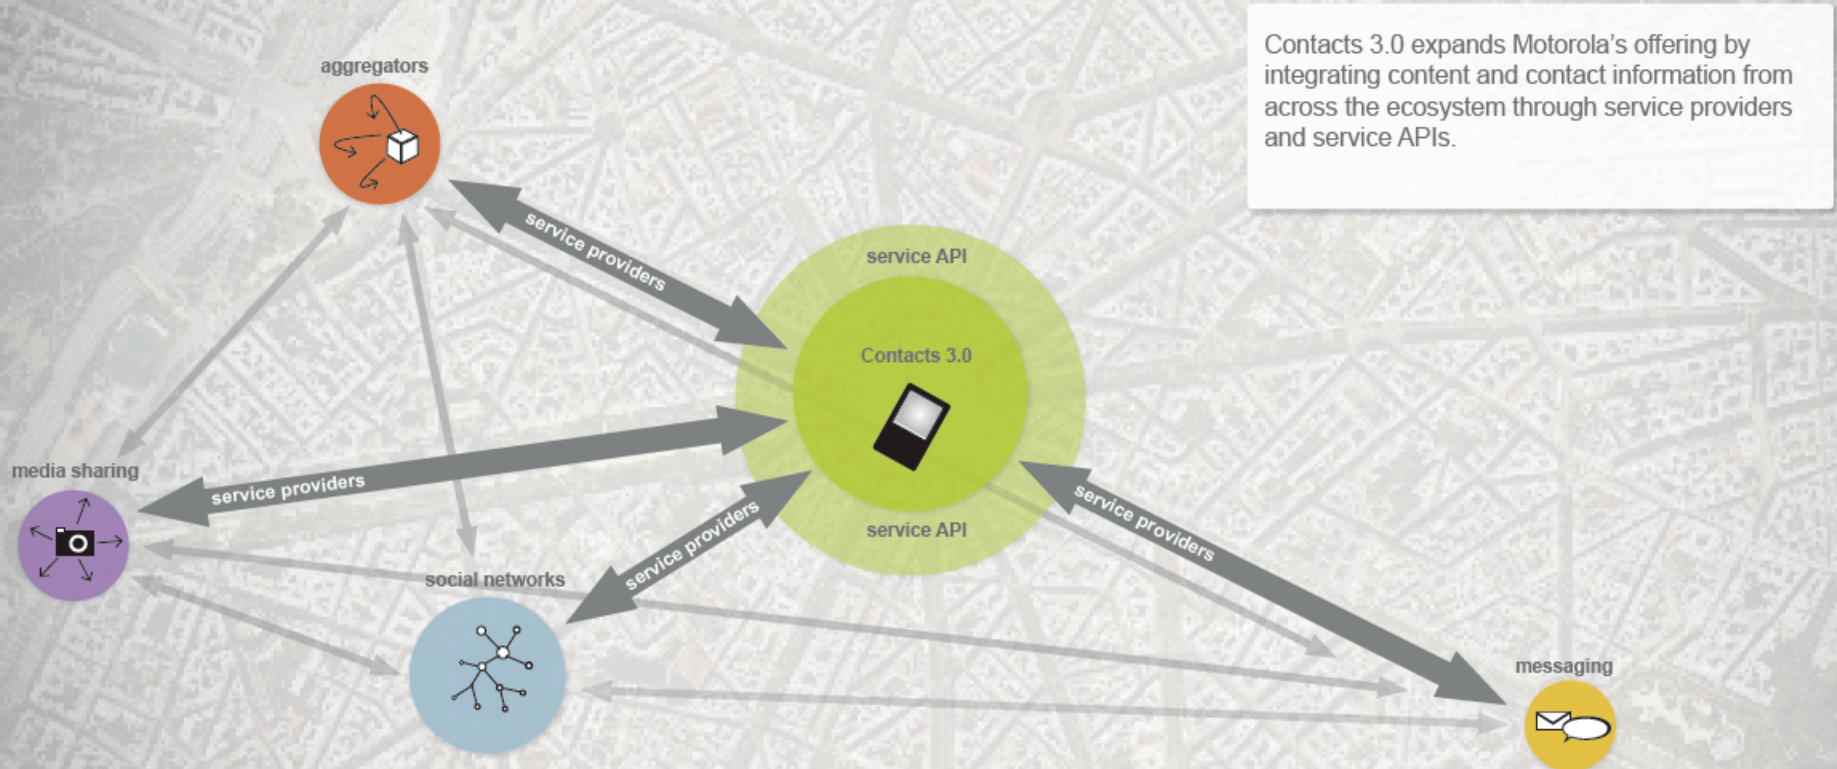 Contacts 3.0 expands Motorola's offering by
integrating content and contact information from
across the ecosystem through service providers
and service APIs.
aggregators
service providers
service API
Contacts 3.0
media sharing
service providers
service providers
service providers
service API
social networks
messaging